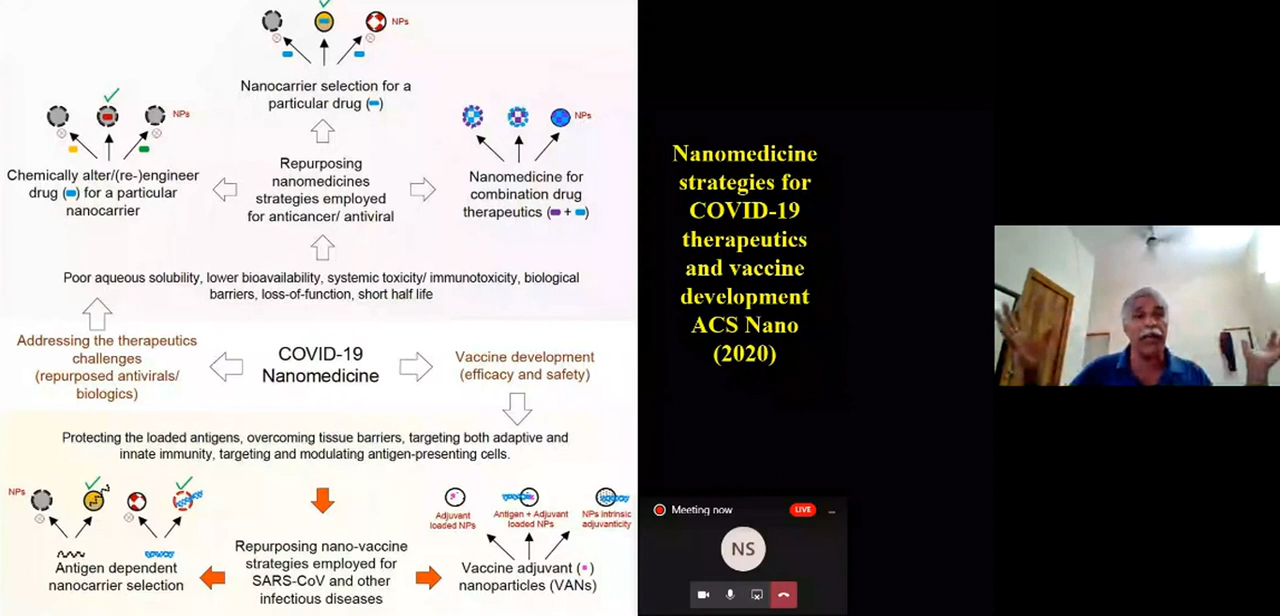 NPs
Nanocarrier selection for a
particular drug ( )
NPs
Chemically alter/(re-)engineer
drug ( ) for a particular
nanocarrier
Repurposing
nanomedicines
strategies employed
for anticancer/ antiviral
NPs
Nanomedicine for
combination drug
therapeutics ( + )
Poor aqueous solubility, lower bioavailability, systemic toxicity/ immunotoxicity, biological
barriers, loss-of-function, short half life
Addressing the therapeutics
challenges
(repurposed antivirals/
biologics)
COVID-19
Nanomedicine
Vaccine development
(efficacy and safety)
Protecting the loaded antigens, overcoming tissue barriers, targeting both adaptive and
innate immunity, targeting and modulating antigen-presenting cells.
NPs
Antigen dependent
nanocarrier selection
Repurposing nano-vaccine
strategies employed for
SARS-CoV and other
infectious diseases
Adjuvant
loaded NPs
Antigen + Adjuvant
loaded NPs
NPs intrinsic
adjuvanticity
Vaccine adjuvant ( )
nanoparticles (VANs)
Nanomedicine
strategies for
COVID-19
therapeutics
and vaccine
development
ACS Nano
(2020)
Meeting now
LIVE
NS